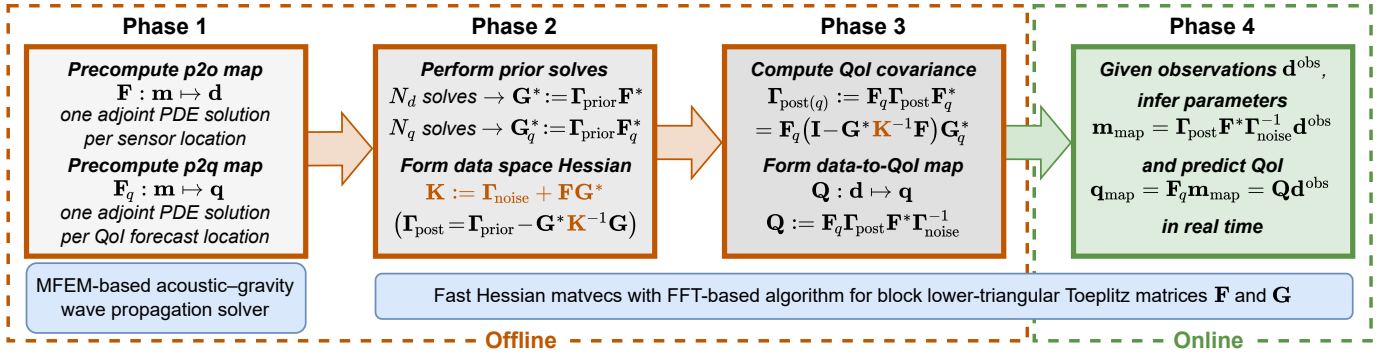 Phase 1
Precompute p2o map
F : m ↦ d
one adjoint PDE solution
per sensor location
Precompute p2q map
F_q : m ↦ q
one adjoint PDE solution
per QoI forecast location
MFEM-based acoustic–gravity
wave propagation solver
Phase 2
Perform prior solves
N_d solves → G* := Γ_prior F*
N_q solves → G_q* := Γ_prior F_q*
Form data space Hessian
K := Γ_noise + FG*
(Γ_post = Γ_prior − G*K⁻¹G)
Phase 3
Compute QoI covariance
Γ_post(q) := F_q Γ_post F_q*
= F_q(I − G*K⁻¹F)G_q*
Form data-to-QoI map
Q : d ↦ q
Q := F_q Γ_post F* Γ_noise⁻¹
Phase 4
Given observations d^obs,
infer parameters
m_map = Γ_post F* Γ_noise⁻¹ d^obs
and predict QoI
q_map = F_q m_map = Qd^obs
in real time
Fast Hessian matvecs with FFT-based algorithm for block lower-triangular Toeplitz matrices F and G
Offline
Online